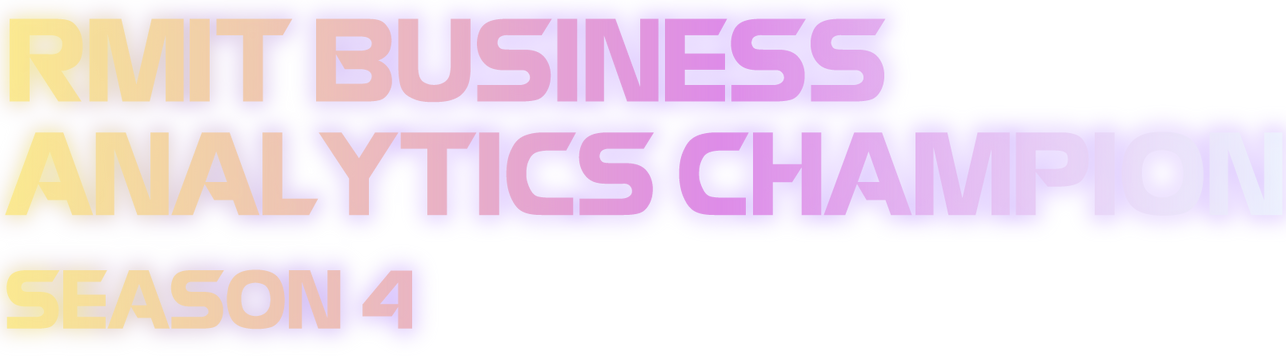 RMIT BUSINESS
ANALYTICS CHAMPION
SEASON 4